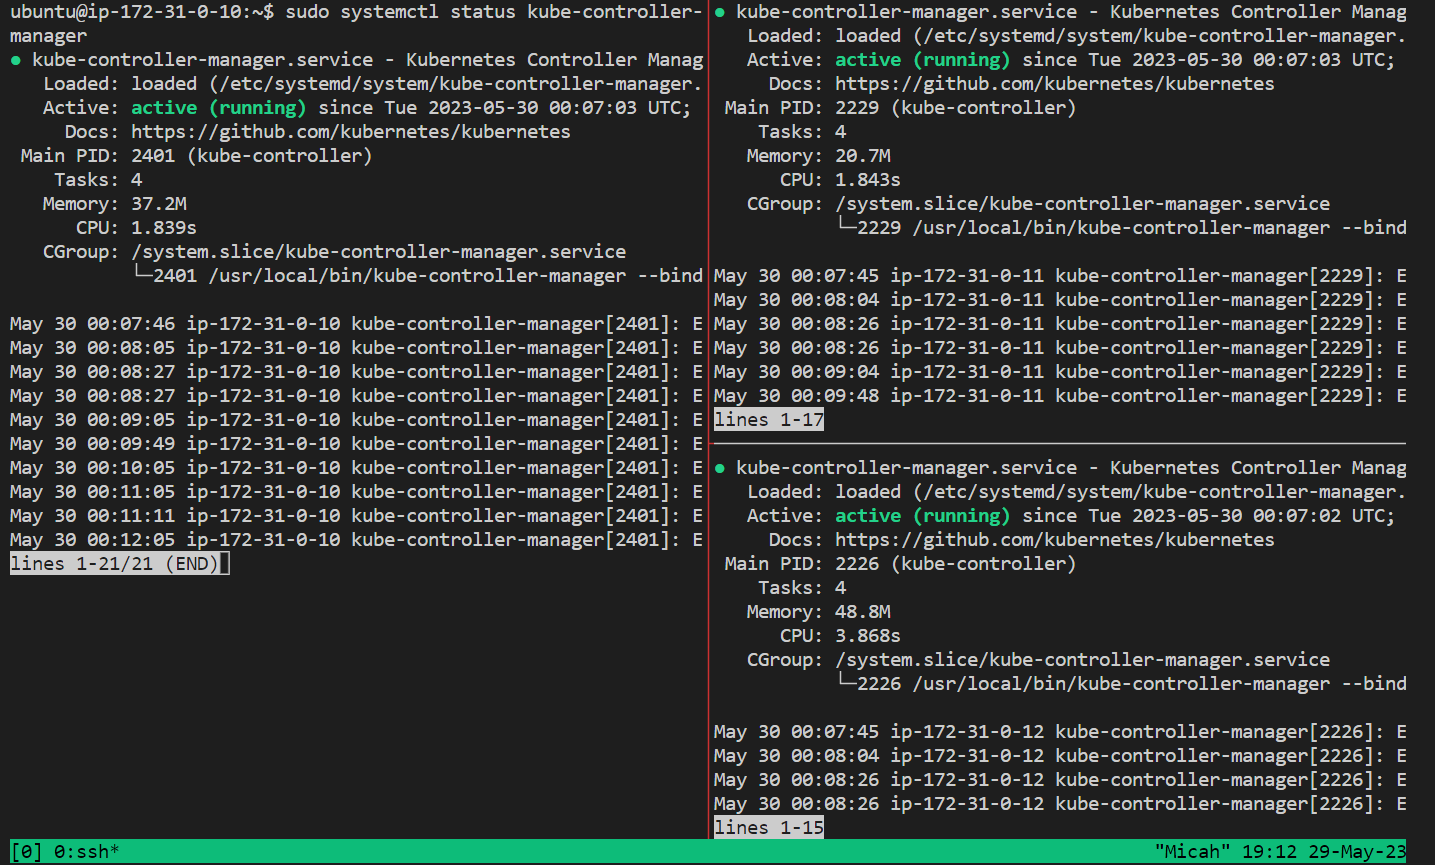 ubuntu@ip-172-31-0-10:~$ sudo systemctl status kube-controller-
manager
● kube-controller-manager.service - Kubernetes Controller Manag
Loaded: loaded (/etc/systemd/system/kube-controller-manager.
Active: active (running) since Tue 2023-05-30 00:07:03 UTC;
Docs: https://github.com/kubernetes/kubernetes
Main PID: 2401 (kube-controller)
Tasks: 4
Memory: 37.2M
CPU: 1.839s
CGroup: /system.slice/kube-controller-manager.service
└─2401 /usr/local/bin/kube-controller-manager --bind
May 30 00:07:46 ip-172-31-0-10 kube-controller-manager[2401]: E
May 30 00:08:05 ip-172-31-0-10 kube-controller-manager[2401]: E
May 30 00:08:27 ip-172-31-0-10 kube-controller-manager[2401]: E
May 30 00:08:27 ip-172-31-0-10 kube-controller-manager[2401]: E
May 30 00:09:05 ip-172-31-0-10 kube-controller-manager[2401]: E
May 30 00:09:49 ip-172-31-0-10 kube-controller-manager[2401]: E
May 30 00:10:05 ip-172-31-0-10 kube-controller-manager[2401]: E
May 30 00:11:05 ip-172-31-0-10 kube-controller-manager[2401]: E
May 30 00:11:11 ip-172-31-0-10 kube-controller-manager[2401]: E
May 30 00:12:05 ip-172-31-0-10 kube-controller-manager[2401]: E
lines 1-21/21 (END)
● kube-controller-manager.service - Kubernetes Controller Manag
Loaded: loaded (/etc/systemd/system/kube-controller-manager.
Active: active (running) since Tue 2023-05-30 00:07:03 UTC;
Docs: https://github.com/kubernetes/kubernetes
Main PID: 2229 (kube-controller)
Tasks: 4
Memory: 20.7M
CPU: 1.843s
CGroup: /system.slice/kube-controller-manager.service
└─2229 /usr/local/bin/kube-controller-manager --bind
May 30 00:07:45 ip-172-31-0-11 kube-controller-manager[2229]: E
May 30 00:08:04 ip-172-31-0-11 kube-controller-manager[2229]: E
May 30 00:08:26 ip-172-31-0-11 kube-controller-manager[2229]: E
May 30 00:08:26 ip-172-31-0-11 kube-controller-manager[2229]: E
May 30 00:09:04 ip-172-31-0-11 kube-controller-manager[2229]: E
May 30 00:09:48 ip-172-31-0-11 kube-controller-manager[2229]: E
lines 1-17
● kube-controller-manager.service - Kubernetes Controller Manag
Loaded: loaded (/etc/systemd/system/kube-controller-manager.
Active: active (running) since Tue 2023-05-30 00:07:02 UTC;
Docs: https://github.com/kubernetes/kubernetes
Main PID: 2226 (kube-controller)
Tasks: 4
Memory: 48.8M
CPU: 3.868s
CGroup: /system.slice/kube-controller-manager.service
└─2226 /usr/local/bin/kube-controller-manager --bind
May 30 00:07:45 ip-172-31-0-12 kube-controller-manager[2226]: E
May 30 00:08:04 ip-172-31-0-12 kube-controller-manager[2226]: E
May 30 00:08:26 ip-172-31-0-12 kube-controller-manager[2226]: E
May 30 00:08:26 ip-172-31-0-12 kube-controller-manager[2226]: E
lines 1-15
[0] 0:ssh* "Micah" 19:12 29-May-23